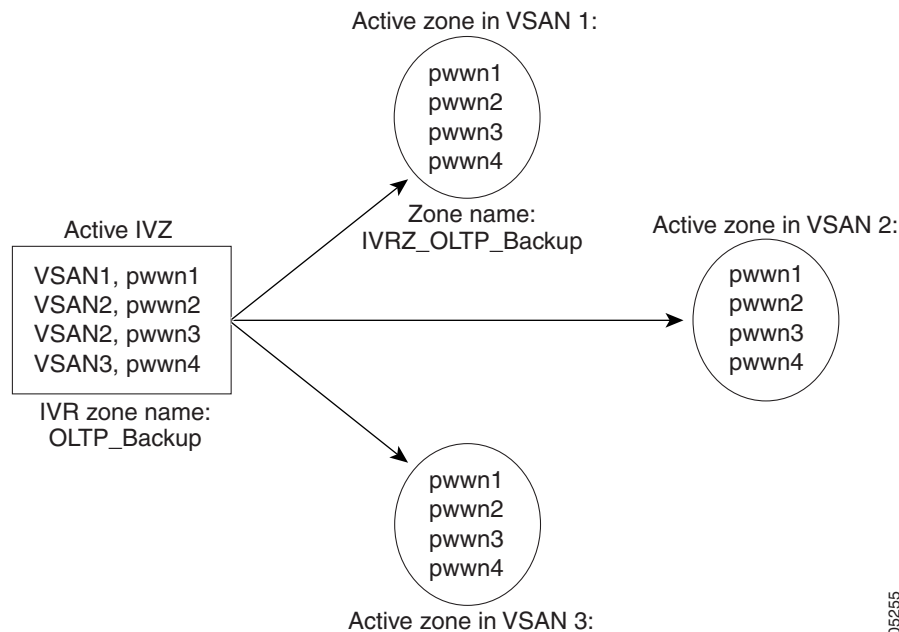 Active zone in VSAN 1:
pwwn1
pwwn2
pwwn3
pwwn4
Zone name:
IVRZ_OLTP_Backup
Active IVZ
VSAN1, pwwn1
VSAN2, pwwn2
VSAN2, pwwn3
VSAN3, pwwn4
IVR zone name:
OLTP_Backup
Active zone in VSAN 2:
pwwn1
pwwn2
pwwn3
pwwn4
pwwn1
pwwn2
pwwn3
pwwn4
Active zone in VSAN 3: